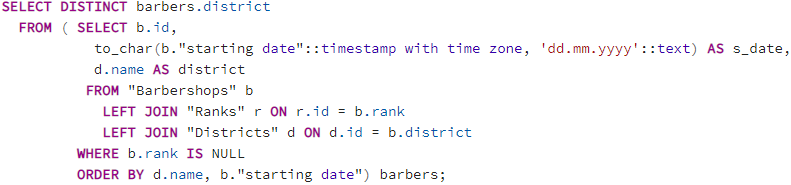 SELECT DISTINCT barbers.district
FROM ( SELECT b.id,
to_char(b."starting date"::timestamp with time zone, 'dd.mm.yyyy'::text) AS s_date,
d.name AS district
FROM "Barbershops" b
LEFT JOIN "Ranks" r ON r.id = b.rank
LEFT JOIN "Districts" d ON d.id = b.district
WHERE b.rank IS NULL
ORDER BY d.name, b."starting date") barbers;